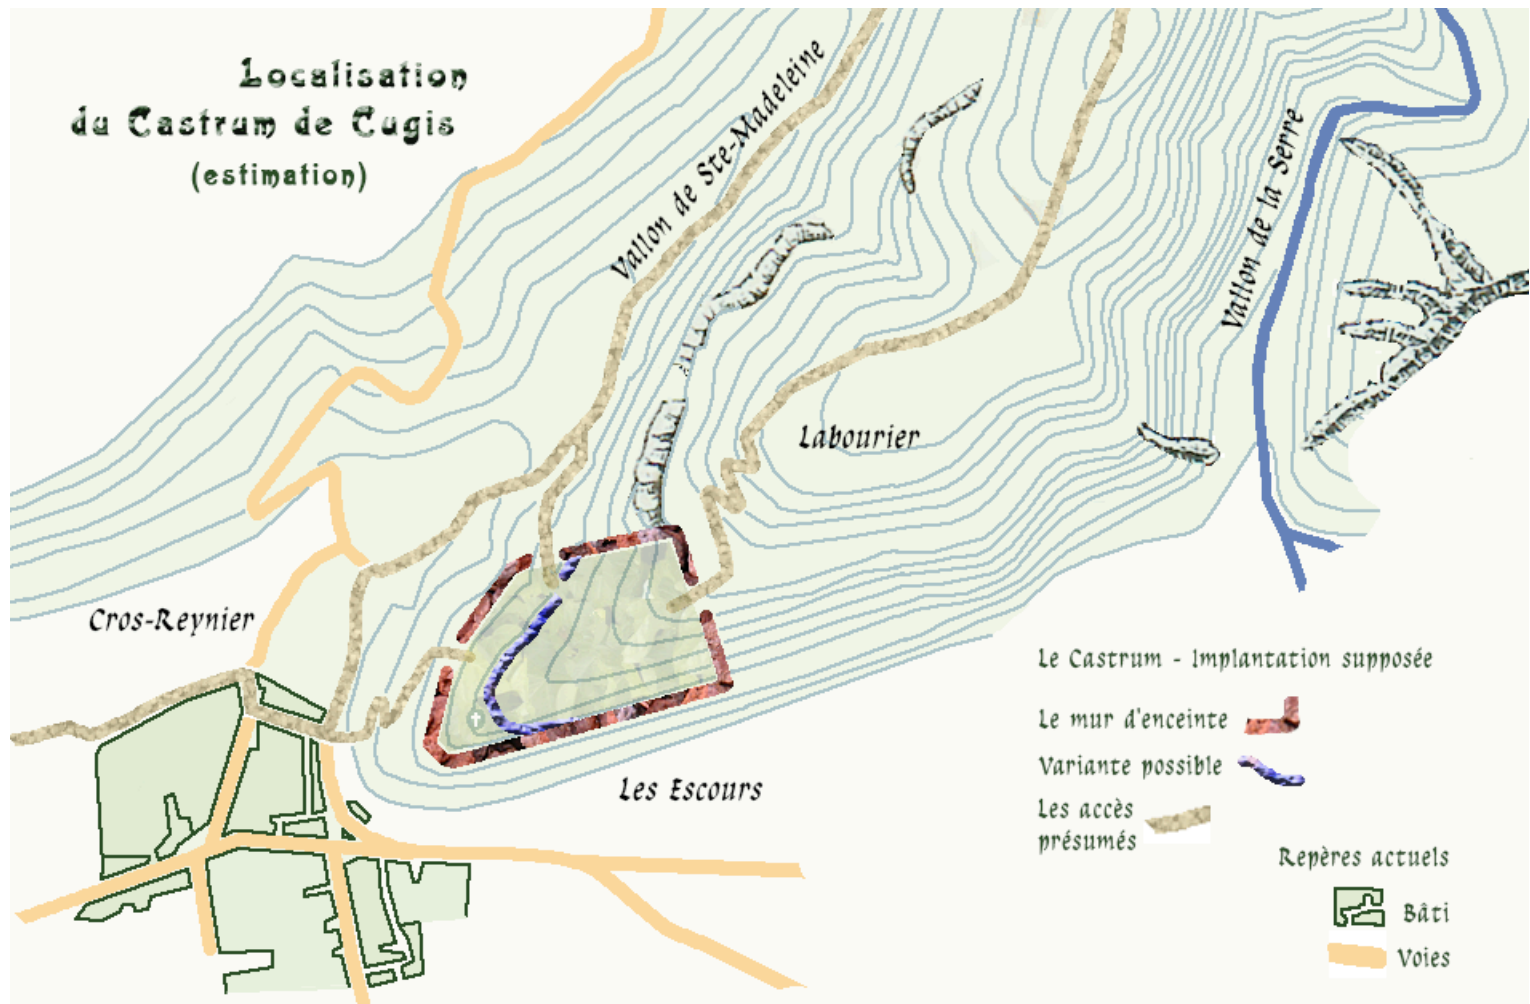 Localisation
du Castrum de Cugis
(estimation)
Vallon de Ste-Madeleine
Vallon de la Serre
Labourier
Cros-Reynier
Les Escours
Le Castrum - Implantation supposée
Le mur d'enceinte
Variante possible
Les accès
présumés
Repères actuels
Bâti
Voies